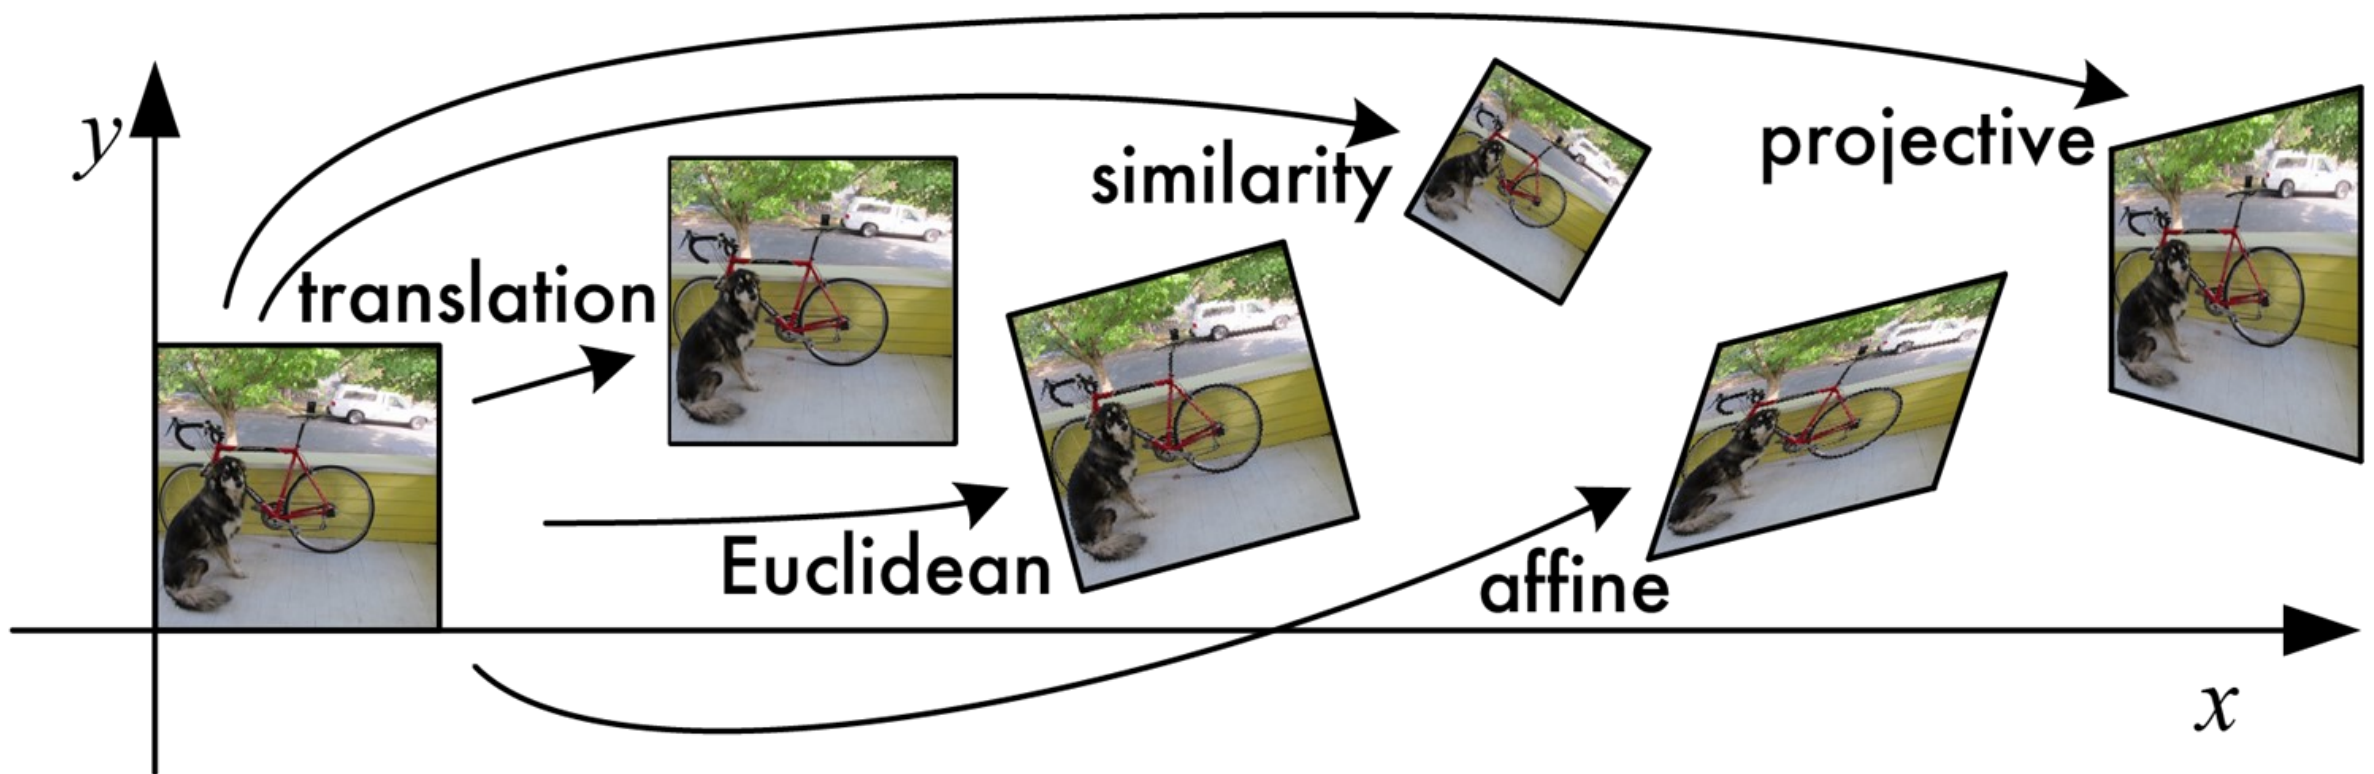 y
similarity
projective
translation
Euclidean
affine
x